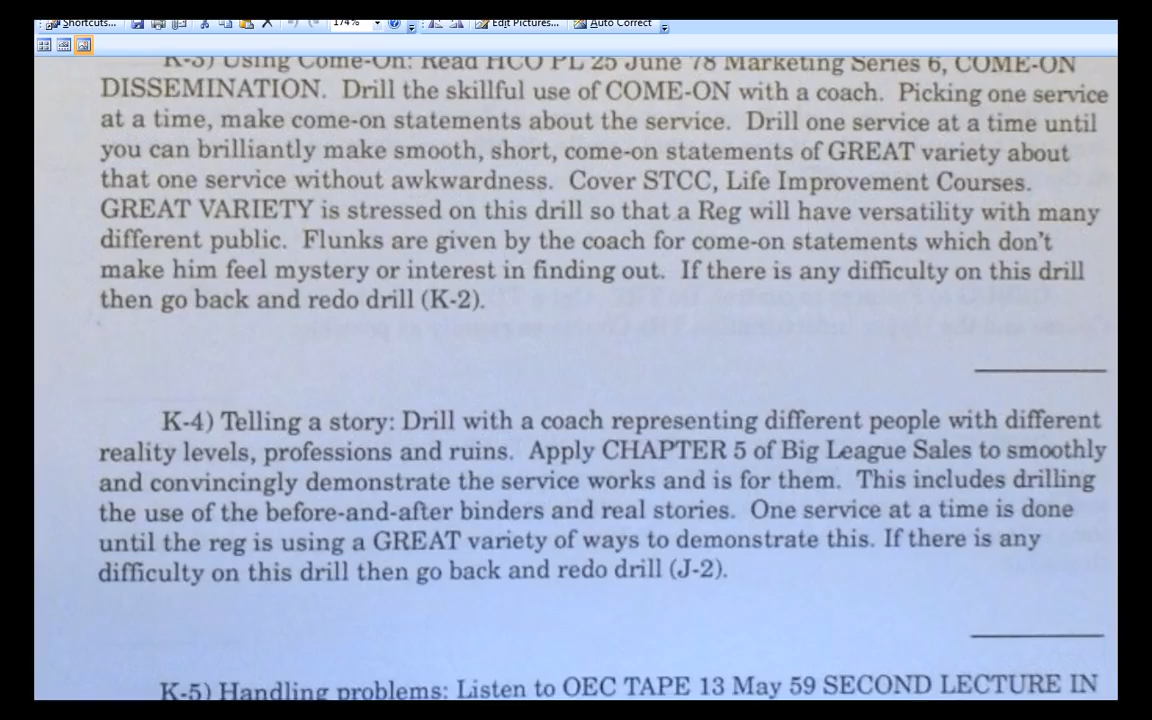 Shortcuts...
174%
Edit Pictures...
Auto Correct
K-3) Using Come-On: Read HCO PL 25 June 78 Marketing Series 6, COME-ON
DISSEMINATION. Drill the skillful use of COME-ON with a coach. Picking one service
at a time, make come-on statements about the service. Drill one service at a time until
you can brilliantly make smooth, short, come-on statements of GREAT variety about
that one service without awkwardness. Cover STCC, Life Improvement Courses.
GREAT VARIETY is stressed on this drill so that a Reg will have versatility with many
different public. Flunks are given by the coach for come-on statements which don't
make him feel mystery or interest in finding out. If there is any difficulty on this drill
then go back and redo drill (K-2).
K-4) Telling a story: Drill with a coach representing different people with different
reality levels, professions and ruins. Apply CHAPTER 5 of Big League Sales to smoothly
and convincingly demonstrate the service works and is for them. This includes drilling
the use of the before-and-after binders and real stories. One service at a time is done
until the reg is using a GREAT variety of ways to demonstrate this. If there is any
difficulty on this drill then go back and redo drill (J-2).
K-5) Handling problems: Listen to OEC TAPE 13 May 59 SECOND LECTURE IN